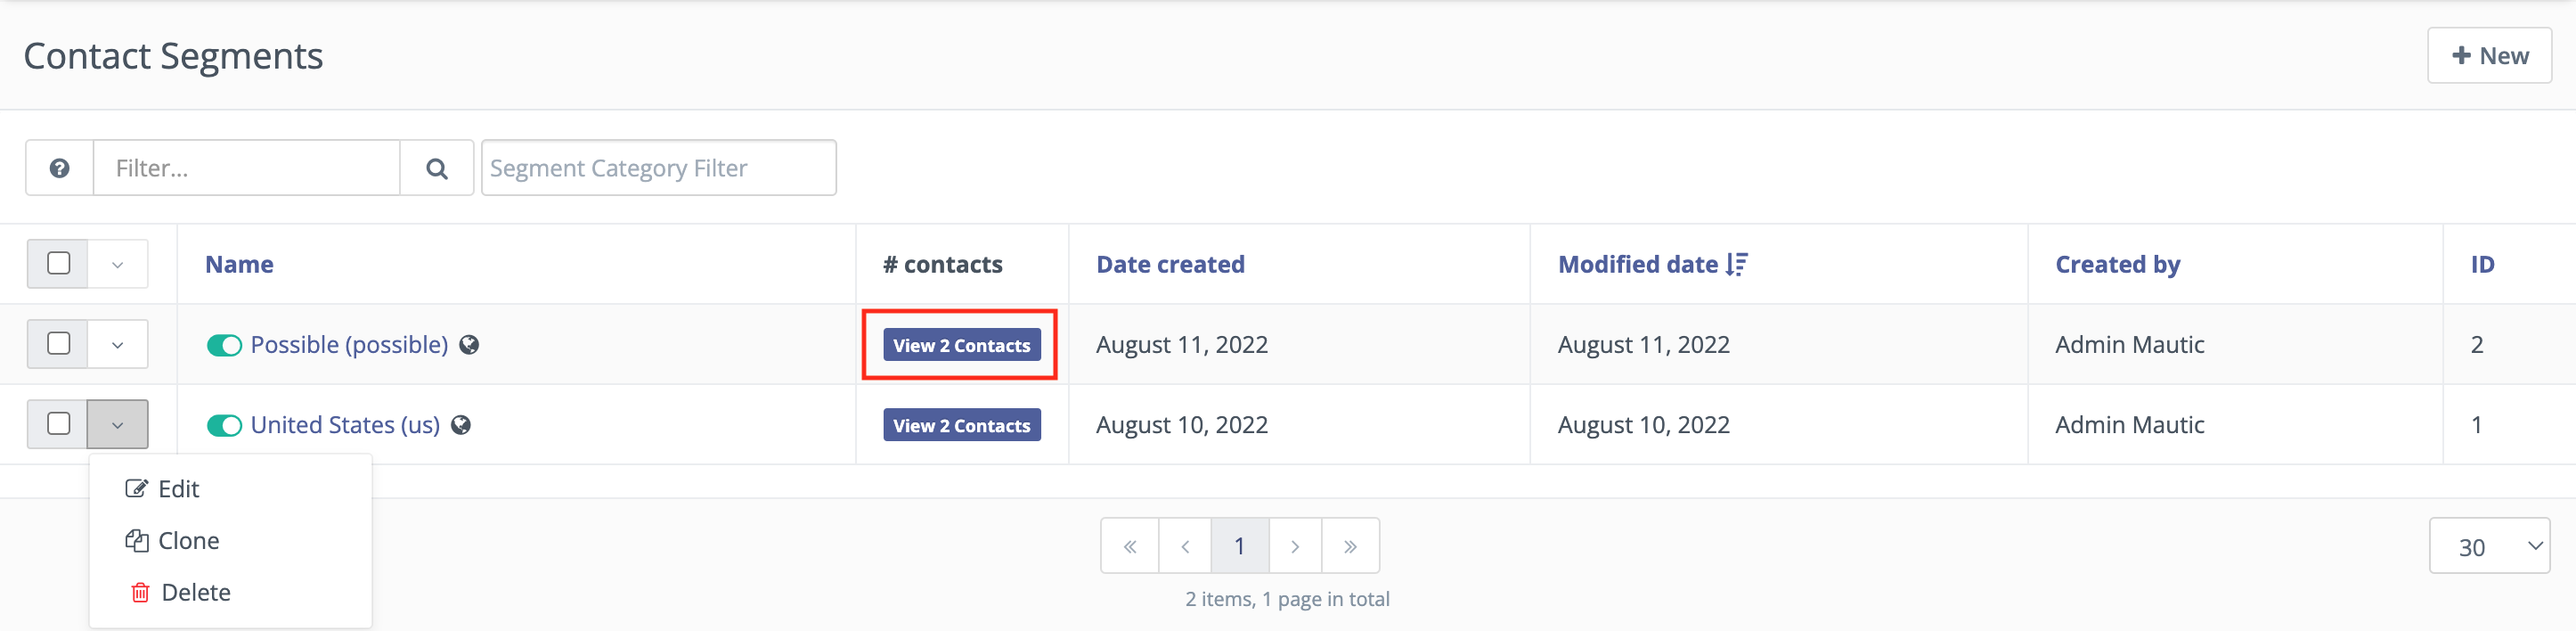 Contact Segments
+ New
Filter...
Segment Category Filter
Name # contacts Date created Modified date Created by ID
Possible (possible) View 2 Contacts August 11, 2022 August 11, 2022 Admin Mautic 2
United States (us) View 2 Contacts August 10, 2022 August 10, 2022 Admin Mautic 1
Edit
Clone
Delete
« ‹ 1 › »
30
2 items, 1 page in total